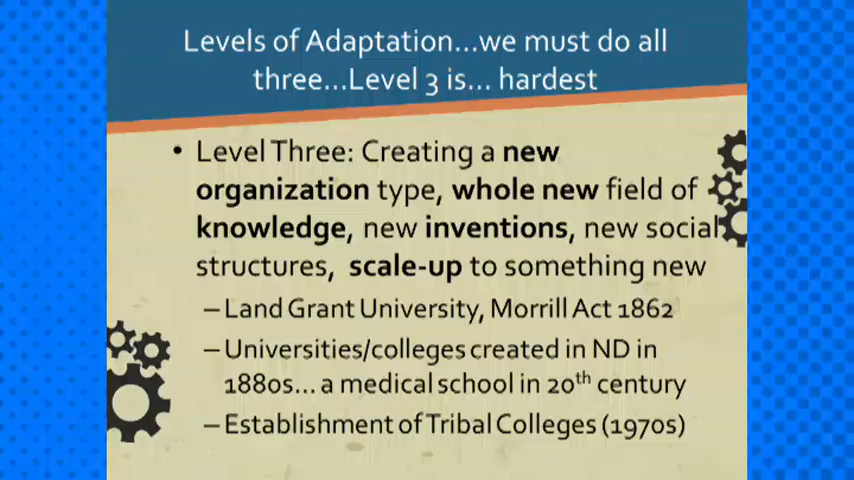 Levels of Adaptation...we must do all
three...Level 3 is... hardest
• Level Three: Creating a new
organization type, whole new field of
knowledge, new inventions, new social
structures, scale-up to something new
–Land Grant University, Morrill Act 1862
–Universities/colleges created in ND in
1880s... a medical school in 20th century
–Establishment of Tribal Colleges (1970s)